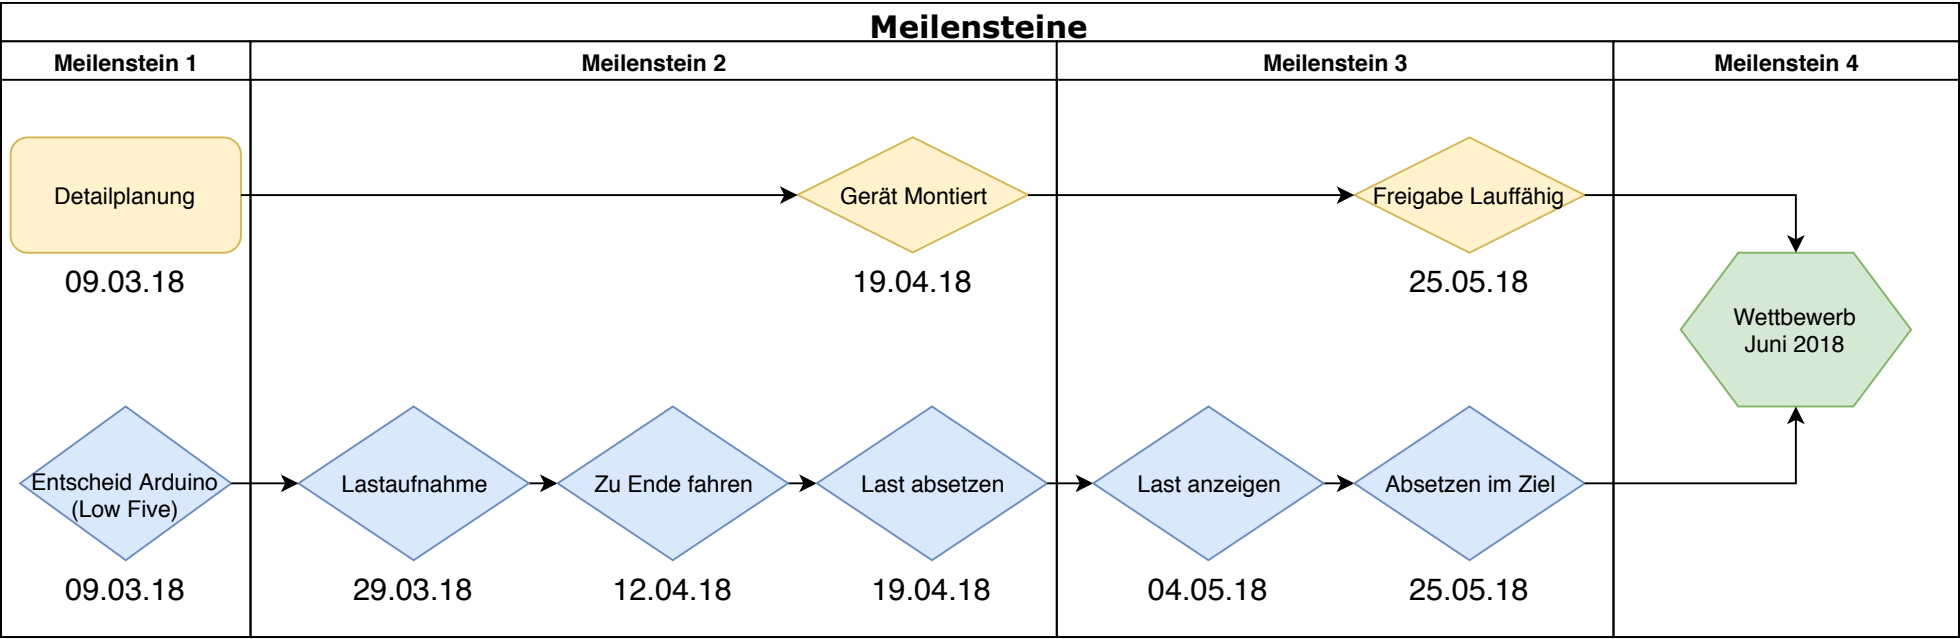 Meilensteine
Meilenstein 1
Meilenstein 2
Meilenstein 3
Meilenstein 4
Detailplanung
09.03.18
Gerät Montiert
19.04.18
Freigabe Lauffähig
25.05.18
Wettbewerb
Juni 2018
Entscheid Arduino
(Low Five)
09.03.18
Lastaufnahme
29.03.18
Zu Ende fahren
12.04.18
Last absetzen
19.04.18
Last anzeigen
04.05.18
Absetzen im Ziel
25.05.18